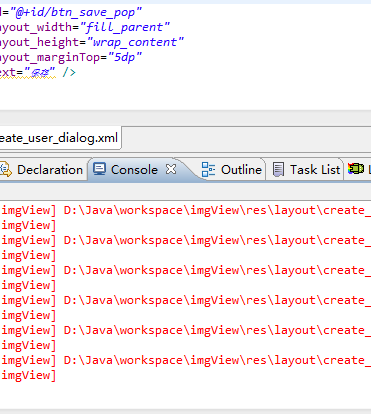 d="@+id/btn_save_pop"
ayout_width="fill_parent"
ayout_height="wrap_content"
ayout_marginTop="5dp"
ext="保存" />
eate_user_dialog.xml
Declaration Console Outline Task List
imgView] D:\Java\workspace\imgView\res\layout\create_
imgView]
imgView] D:\Java\workspace\imgView\res\layout\create_
imgView]
imgView] D:\Java\workspace\imgView\res\layout\create_
imgView]
imgView] D:\Java\workspace\imgView\res\layout\create_
imgView]
imgView] D:\Java\workspace\imgView\res\layout\create_
imgView]
imgView] D:\Java\workspace\imgView\res\layout\create_
imgView]